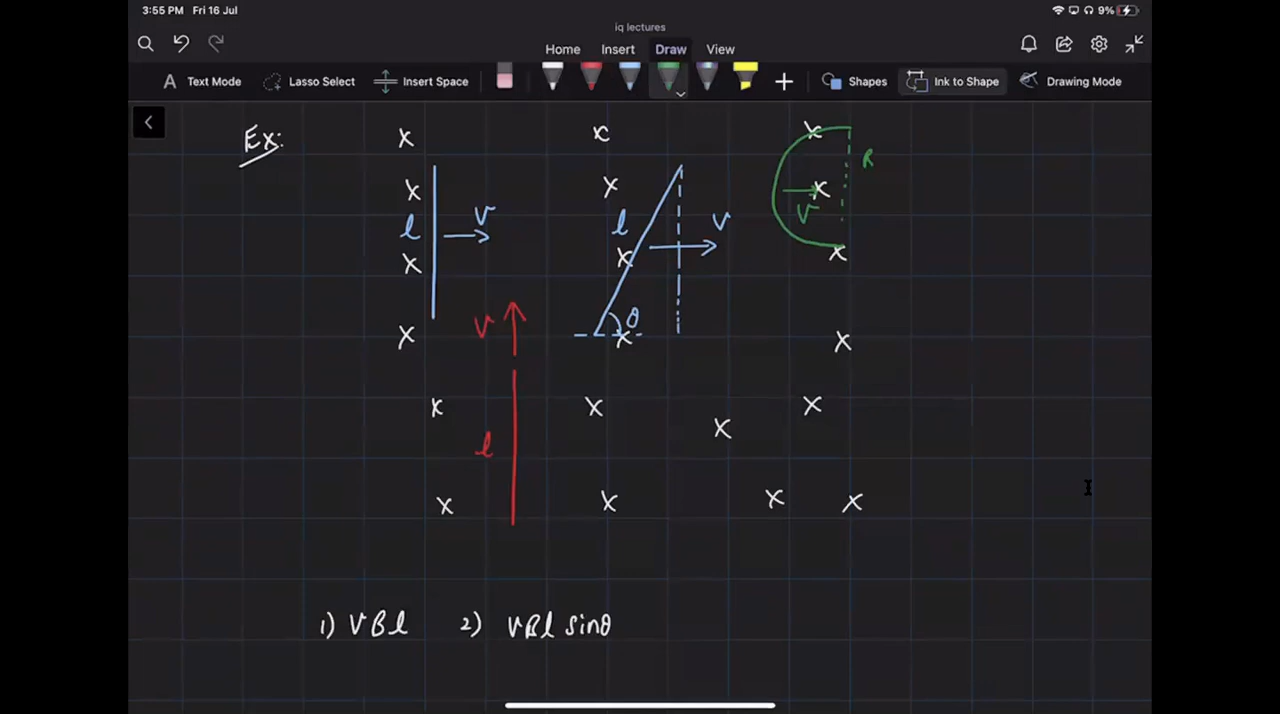 3:55 PM Fri 16 Jul
9%
iq lectures
Home Insert Draw View
A Text Mode Lasso Select Insert Space Shapes Ink to Shape Drawing Mode
Ex:
x x x
x x x
R
l v l v v
x x x
θ
v
x x x
x x x x
l
x x x x
1) vBl 2) vBl sinθ